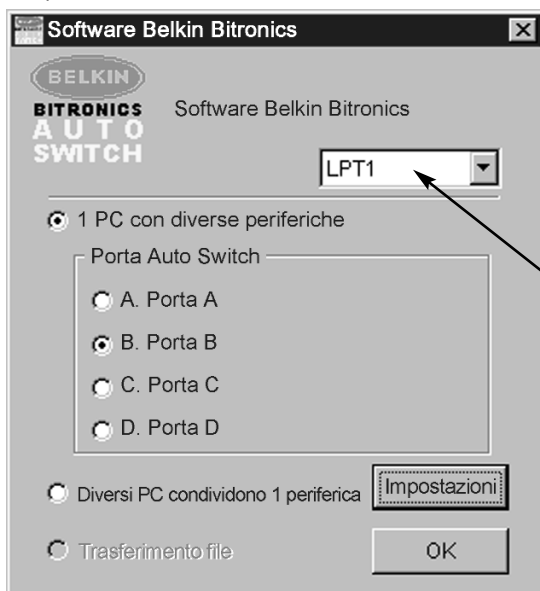 Software Belkin Bitronics
BELKIN
BITRONICS
AUTO
SWITCH
Software Belkin Bitronics
LPT1
1 PC con diverse periferiche
Porta Auto Switch
A. Porta A
B. Porta B
C. Porta C
D. Porta D
Diversi PC condividono 1 periferica
Impostazioni
Trasferimento file
OK